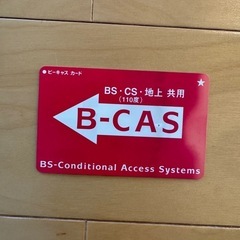 ● ビーキャス カード
★
BS・CS・地上 共用
(110度)
B-CAS
BS-Conditional Access Systems